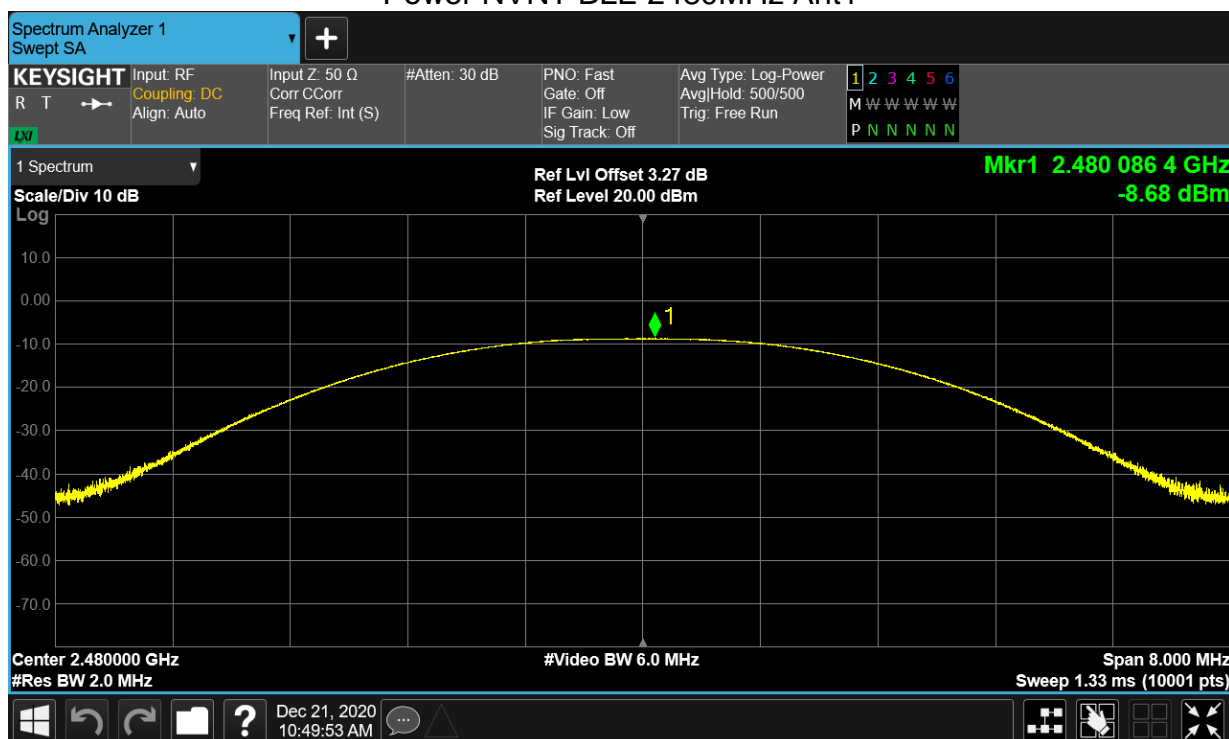 Power NVNT BLE 2480MHz Ant1
Spectrum Analyzer 1
Swept SA
KEYSIGHT
R T
LXI
Input: RF
Coupling: DC
Align: Auto
Input Z: 50 Ω
Corr CCorr
Freq Ref: Int (S)
#Atten: 30 dB
PNO: Fast
Gate: Off
IF Gain: Low
Sig Track: Off
Avg Type: Log-Power
Avg|Hold: 500/500
Trig: Free Run
1 2 3 4 5 6
M W W W W W
P N N N N N
1 Spectrum
Scale/Div 10 dB
Ref Lvl Offset 3.27 dB
Ref Level 20.00 dBm
Mkr1 2.480 086 4 GHz
-8.68 dBm
Log
10.0
0.00
1
-10.0
-20.0
-30.0
-40.0
-50.0
-60.0
-70.0
Center 2.480000 GHz
#Res BW 2.0 MHz
#Video BW 6.0 MHz
Span 8.000 MHz
Sweep 1.33 ms (10001 pts)
?
Dec 21, 2020
10:49:53 AM